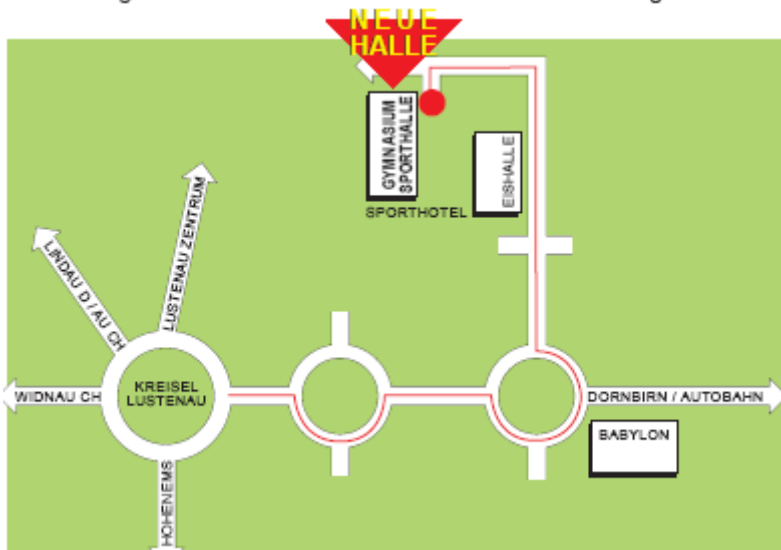 NEUE
HALLE
GYMNASIUM
SPORTHALLE
EISHALLE
SPORTHOTEL
LUSTENAU ZENTRUM
LINDAU D / AU CH
KREISEL
LUSTENAU
WIDNAU CH
DORNBIRN / AUTOBAHN
BABYLON
HOHENEMS